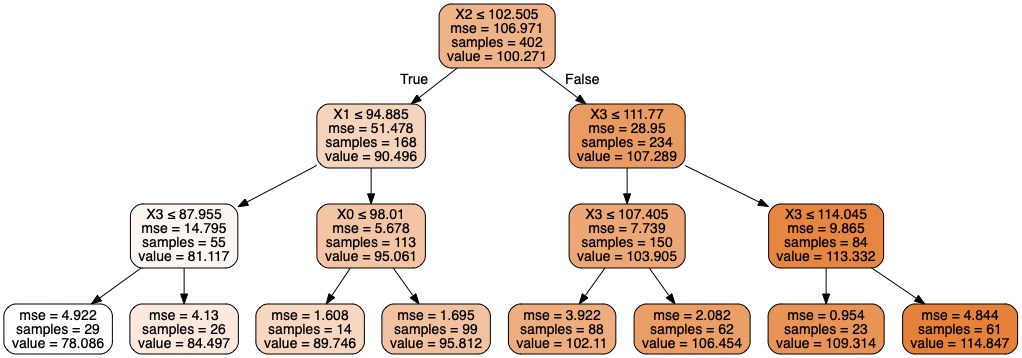 X2 ≤ 102.505
mse = 106.971
samples = 402
value = 100.271
True
False
X1 ≤ 94.885
mse = 51.478
samples = 168
value = 90.496
X3 ≤ 111.77
mse = 28.95
samples = 234
value = 107.289
X3 ≤ 87.955
mse = 14.795
samples = 55
value = 81.117
X0 ≤ 98.01
mse = 5.678
samples = 113
value = 95.061
X3 ≤ 107.405
mse = 7.739
samples = 150
value = 103.905
X3 ≤ 114.045
mse = 9.865
samples = 84
value = 113.332
mse = 4.922
samples = 29
value = 78.086
mse = 4.13
samples = 26
value = 84.497
mse = 1.608
samples = 14
value = 89.746
mse = 1.695
samples = 99
value = 95.812
mse = 3.922
samples = 88
value = 102.11
mse = 2.082
samples = 62
value = 106.454
mse = 0.954
samples = 23
value = 109.314
mse = 4.844
samples = 61
value = 114.847